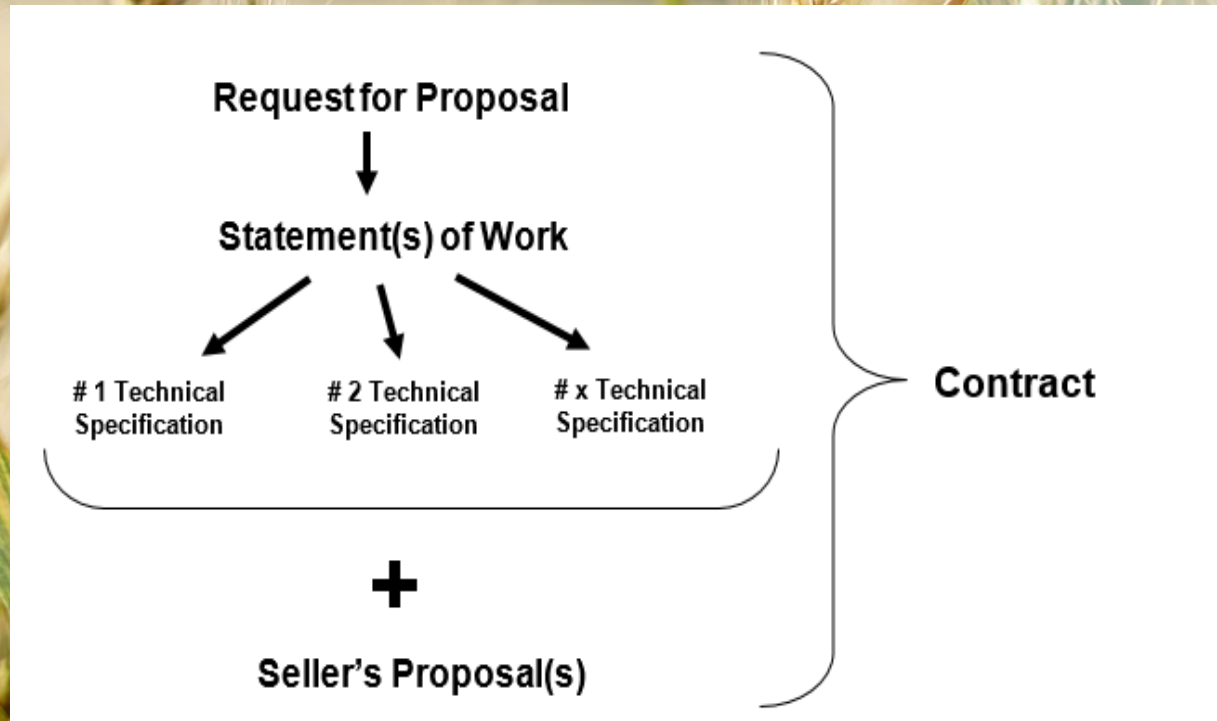 Request for Proposal
Statement(s) of Work
# 1 Technical
Specification
# 2 Technical
Specification
# x Technical
Specification
Contract
+
Seller's Proposal(s)